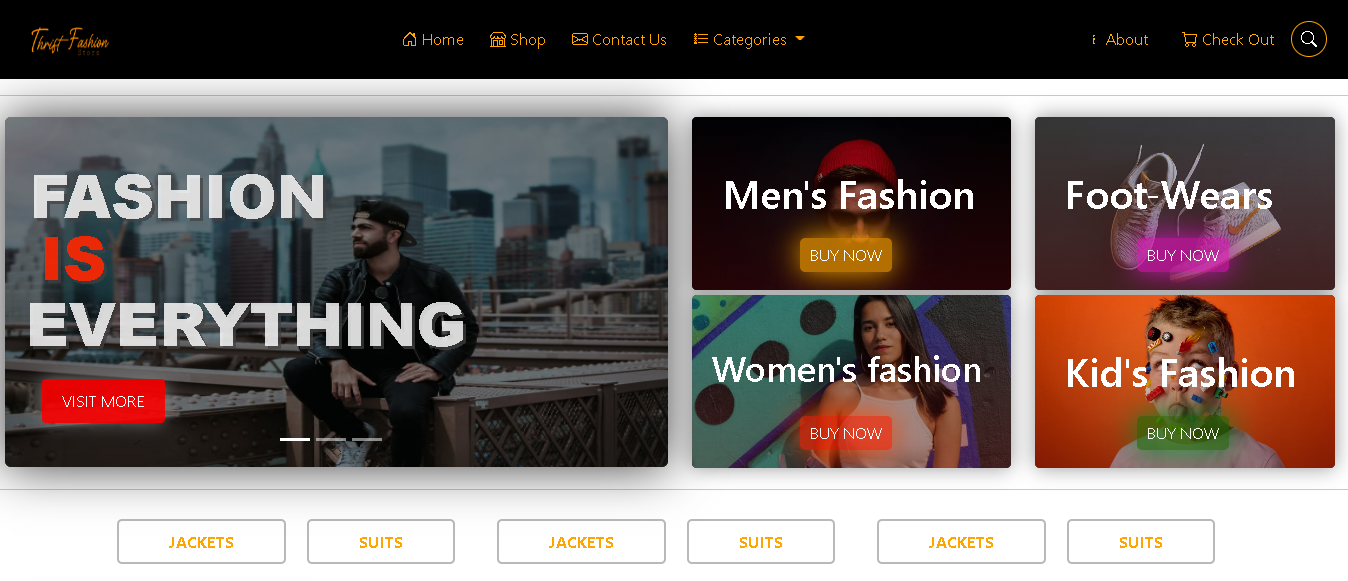 Thrift Fashion
Store
Home
Shop
Contact Us
Categories
About
Check Out
FASHION
IS
EVERYTHING
VISIT MORE
Men's Fashion
BUY NOW
Foot-Wears
BUY NOW
Women's fashion
BUY NOW
Kid's Fashion
BUY NOW
JACKETS
SUITS
JACKETS
SUITS
JACKETS
SUITS